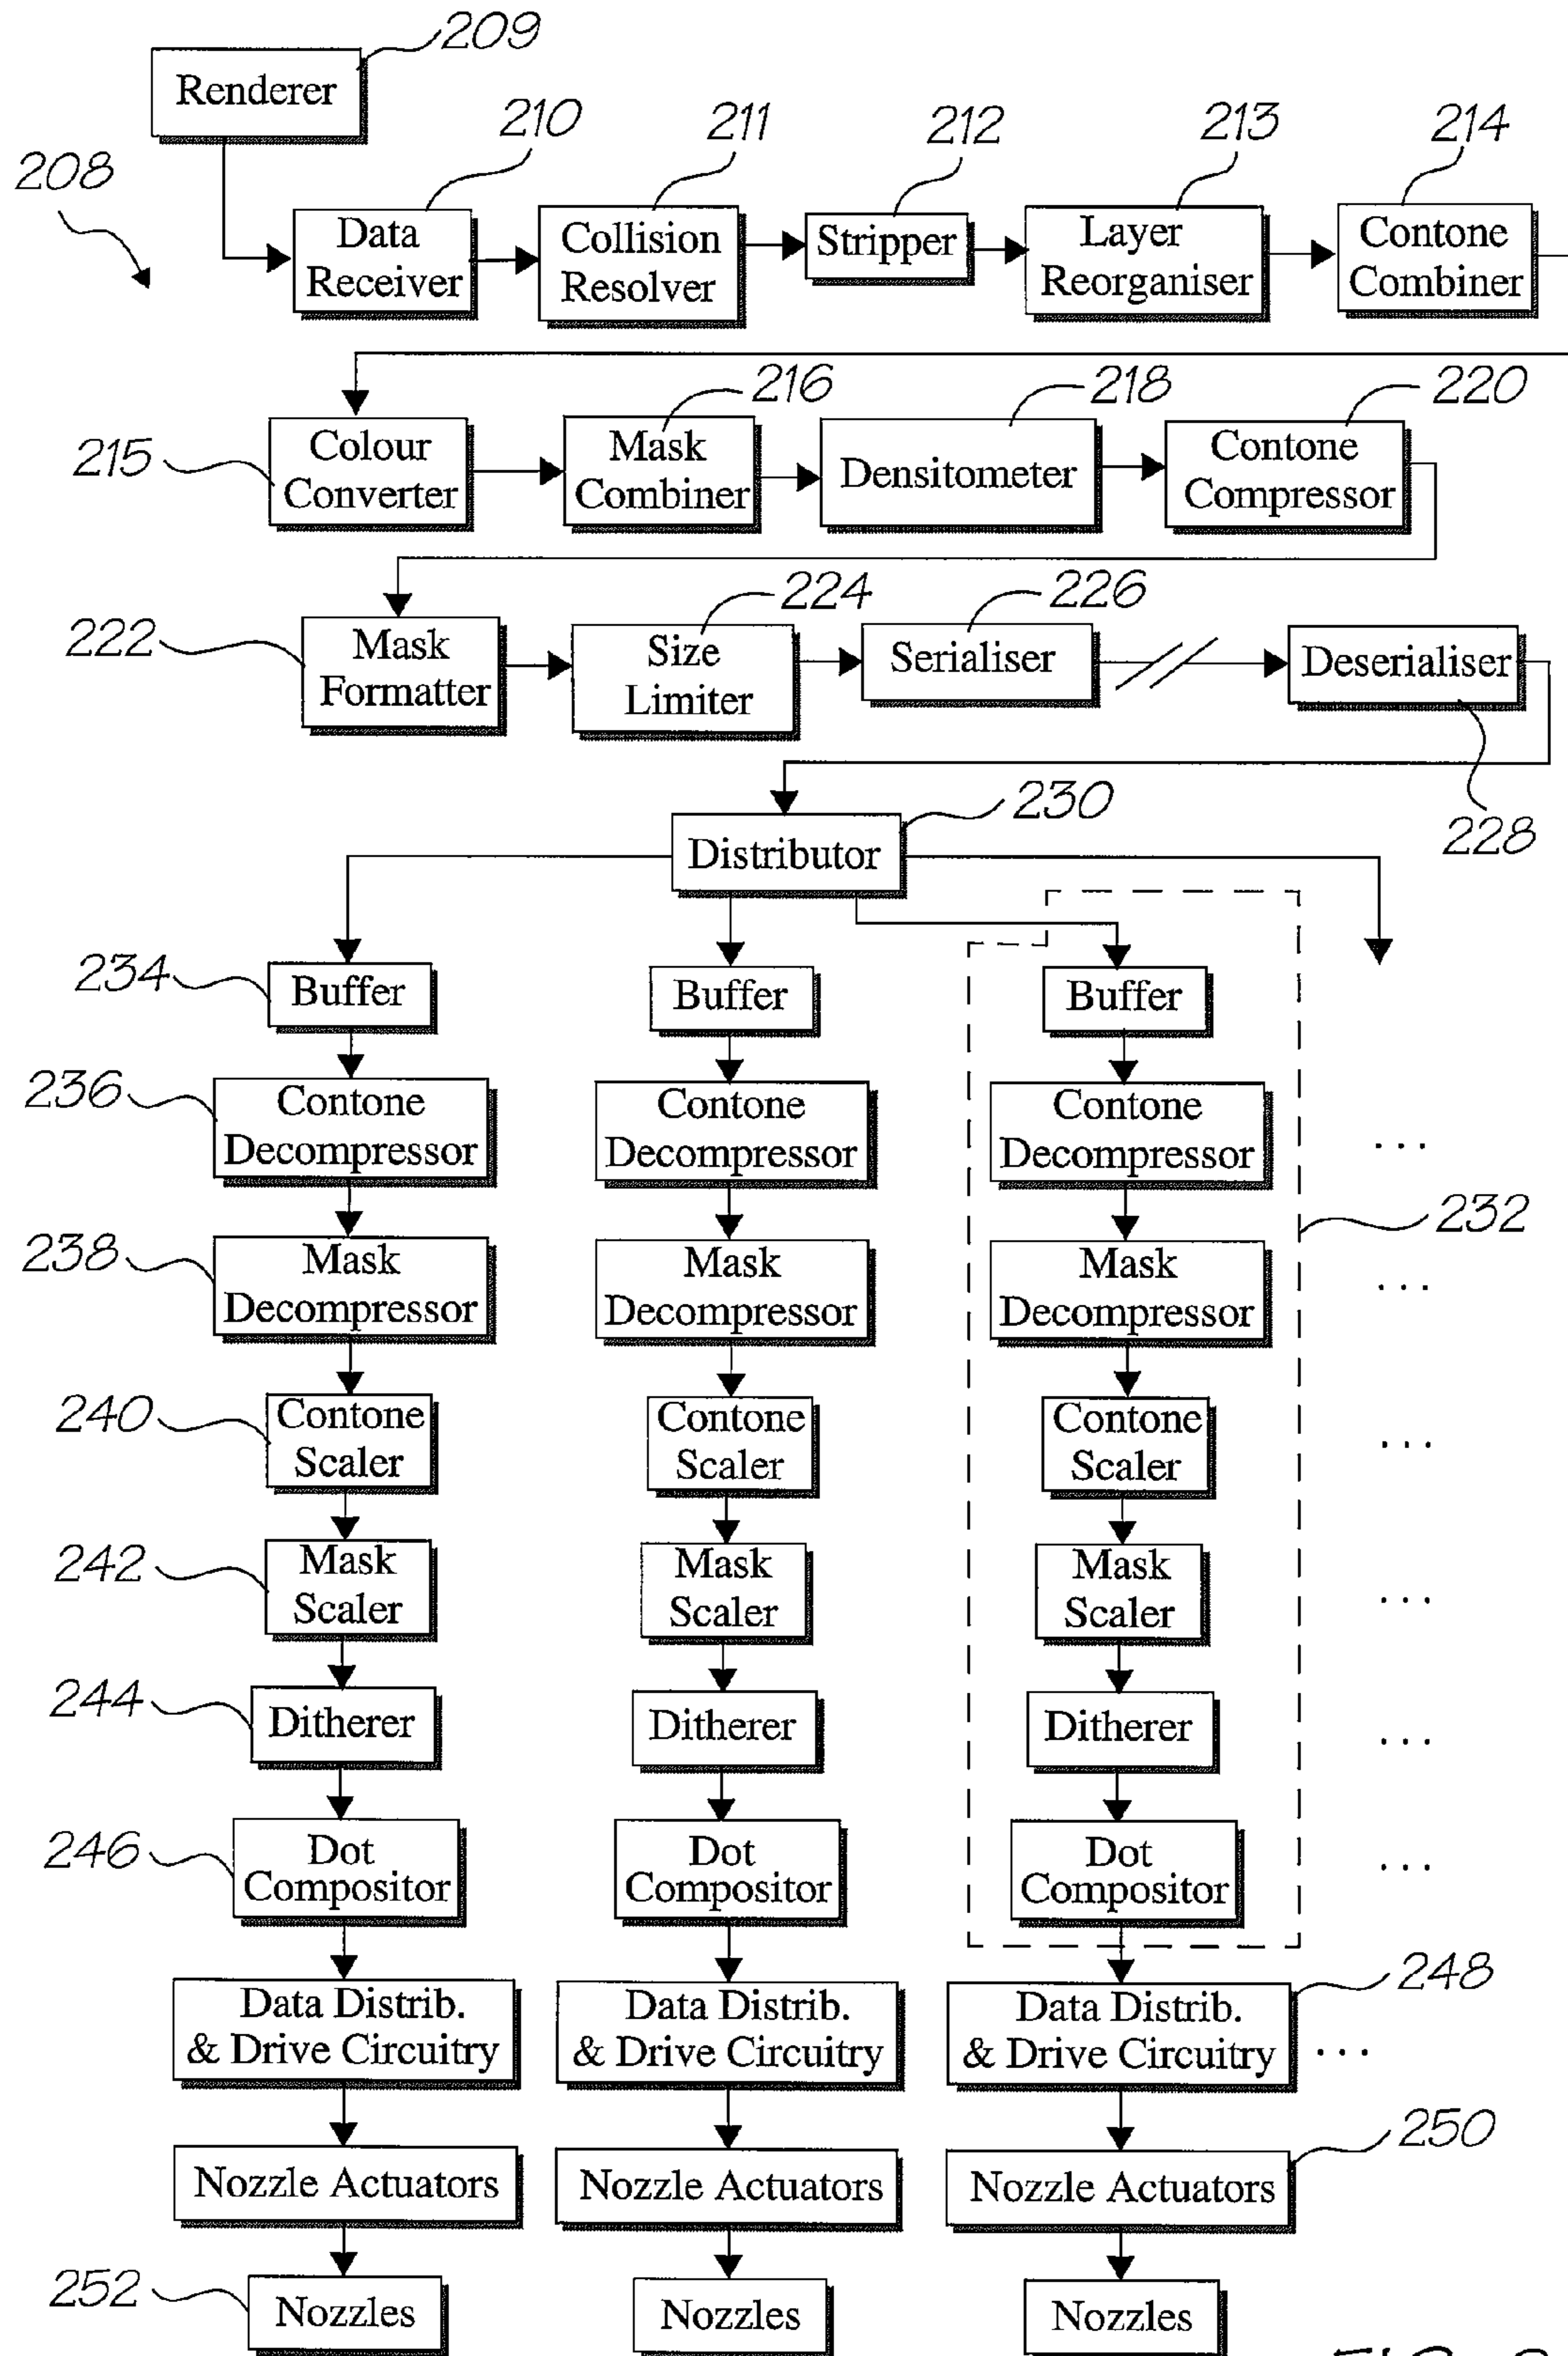 209
Renderer
210
211
212
213
214
208
Data
Receiver
Collision
Resolver
Stripper
Layer
Reorganiser
Contone
Combiner
216
218
220
215
Colour
Converter
Mask
Combiner
Densitometer
Contone
Compressor
224
226
222
Mask
Formatter
Size
Limiter
Serialiser
Deserialiser
230
228
Distributor
234
Buffer
Buffer
Buffer
236
Contone
Decompressor
Contone
Decompressor
Contone
Decompressor
...
232
238
Mask
Decompressor
Mask
Decompressor
Mask
Decompressor
...
240
Contone
Scaler
Contone
Scaler
Contone
Scaler
...
242
Mask
Scaler
Mask
Scaler
Mask
Scaler
...
244
Ditherer
Ditherer
Ditherer
...
246
Dot
Compositor
Dot
Compositor
Dot
Compositor
...
248
Data Distrib.
& Drive Circuitry
Data Distrib.
& Drive Circuitry
Data Distrib.
& Drive Circuitry
...
250
Nozzle Actuators
Nozzle Actuators
Nozzle Actuators
252
Nozzles
Nozzles
Nozzles